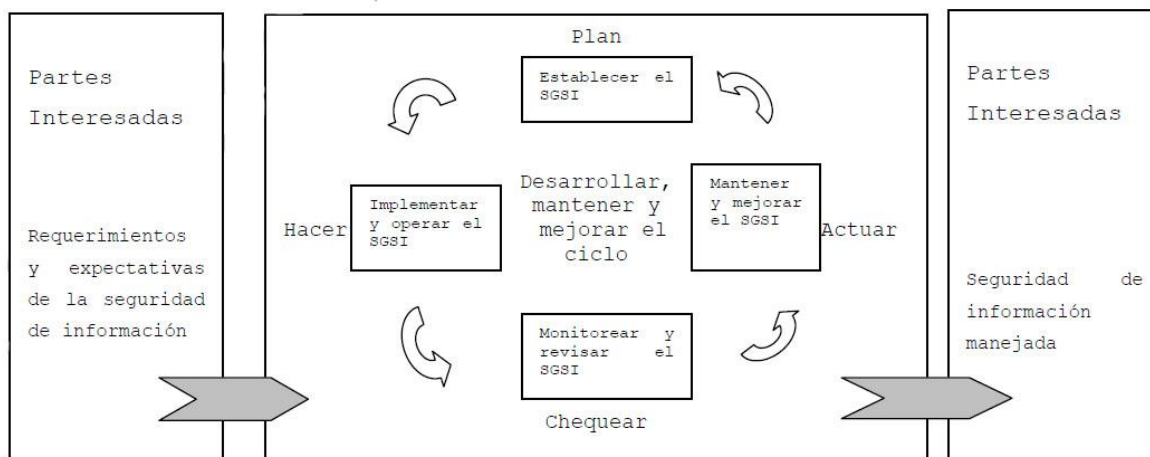 Partes
Interesadas
Requerimientos
y expectativas
de la seguridad
de información
Plan
Establecer el
SGSI
Hacer
Implementar
y operar el
SGSI
Desarrollar,
mantener y
mejorar el
ciclo
Mantener
y mejorar
el SGSI
Actuar
Monitorear y
revisar el
SGSI
Chequear
Partes
Interesadas
Seguridad de
información
manejada